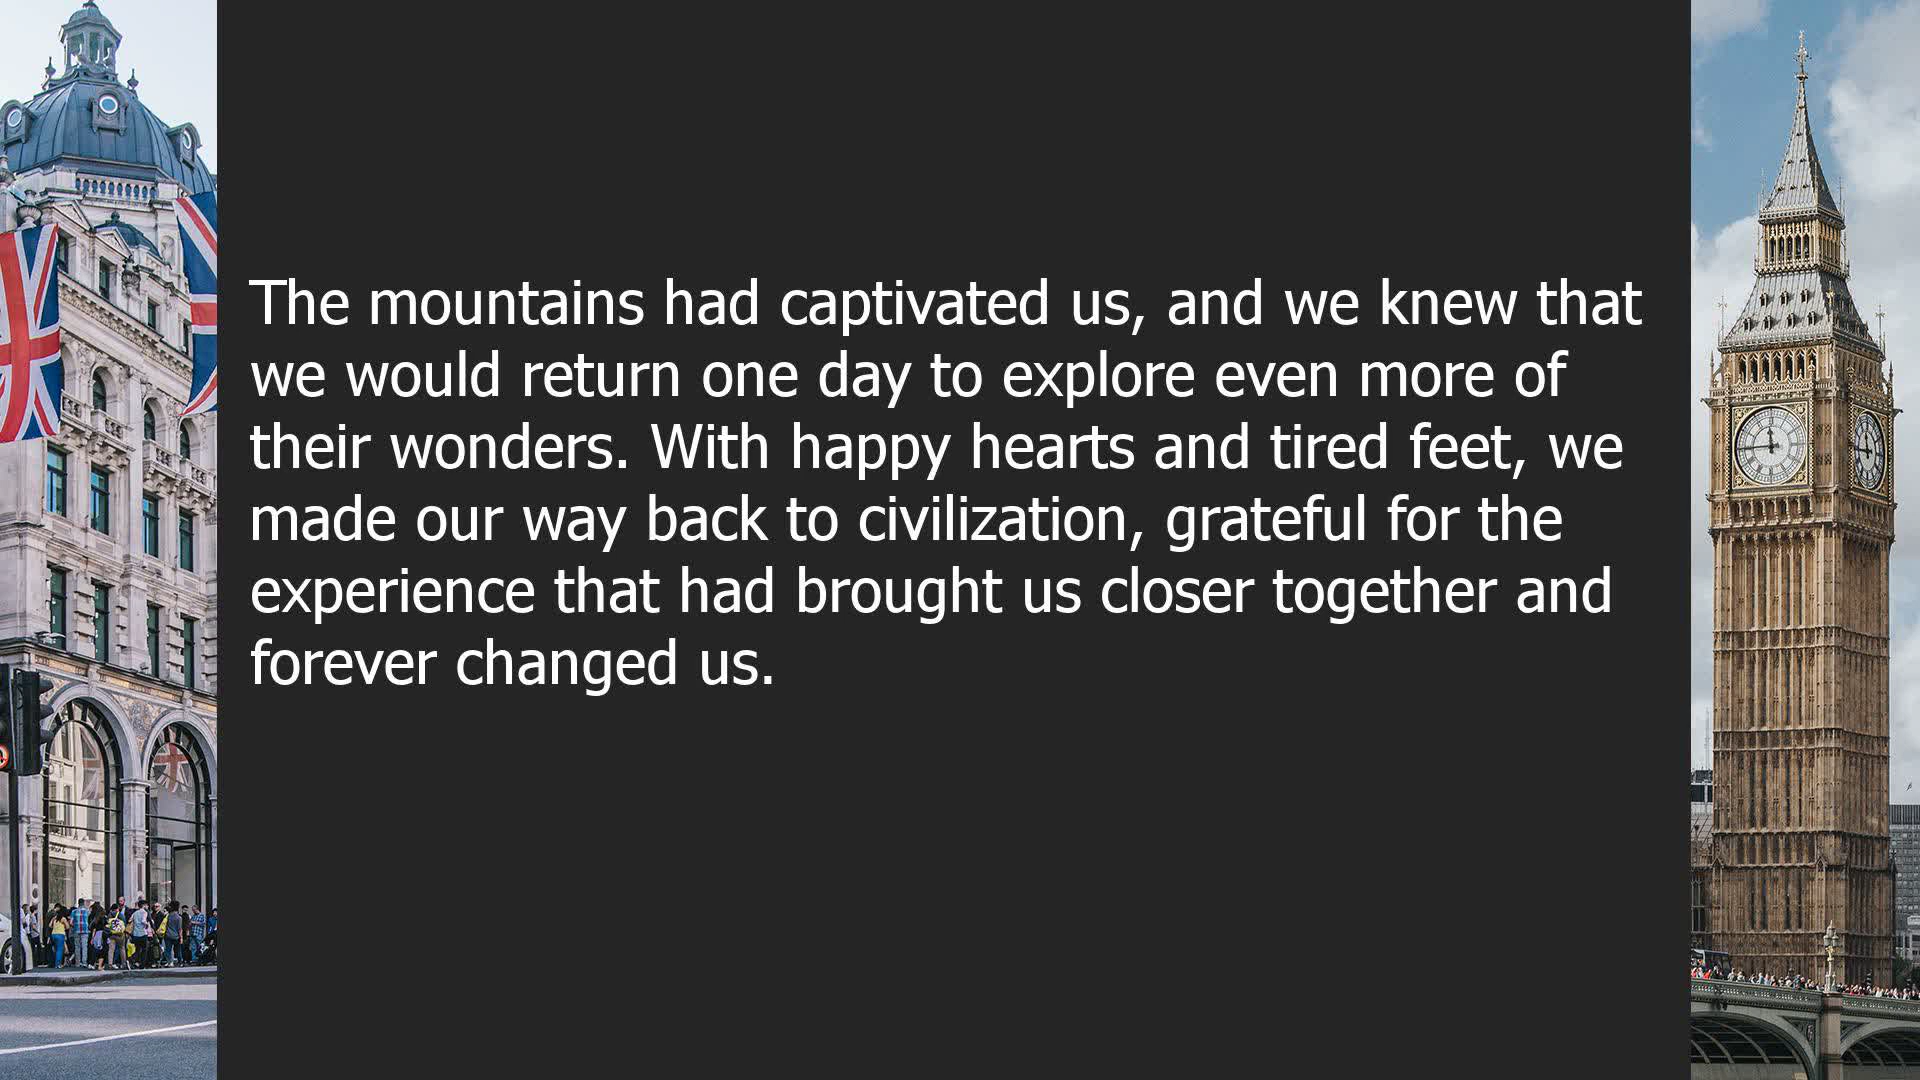 The mountains had captivated us, and we knew that
we would return one day to explore even more of
their wonders. With happy hearts and tired feet, we
made our way back to civilization, grateful for the
experience that had brought us closer together and
forever changed us.